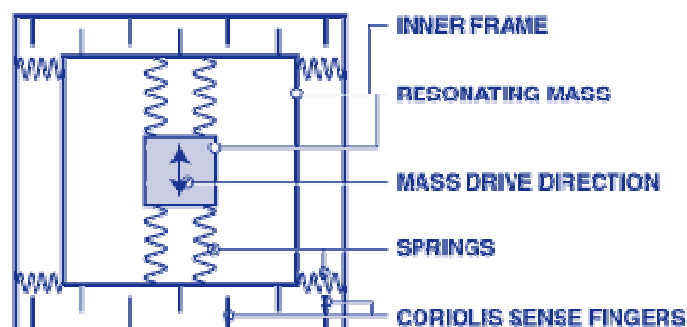 INNER FRAME
RESONATING MASS
MASS DRIVE DIRECTION
SPRINGS
CORIOLIS SENSE FINGERS